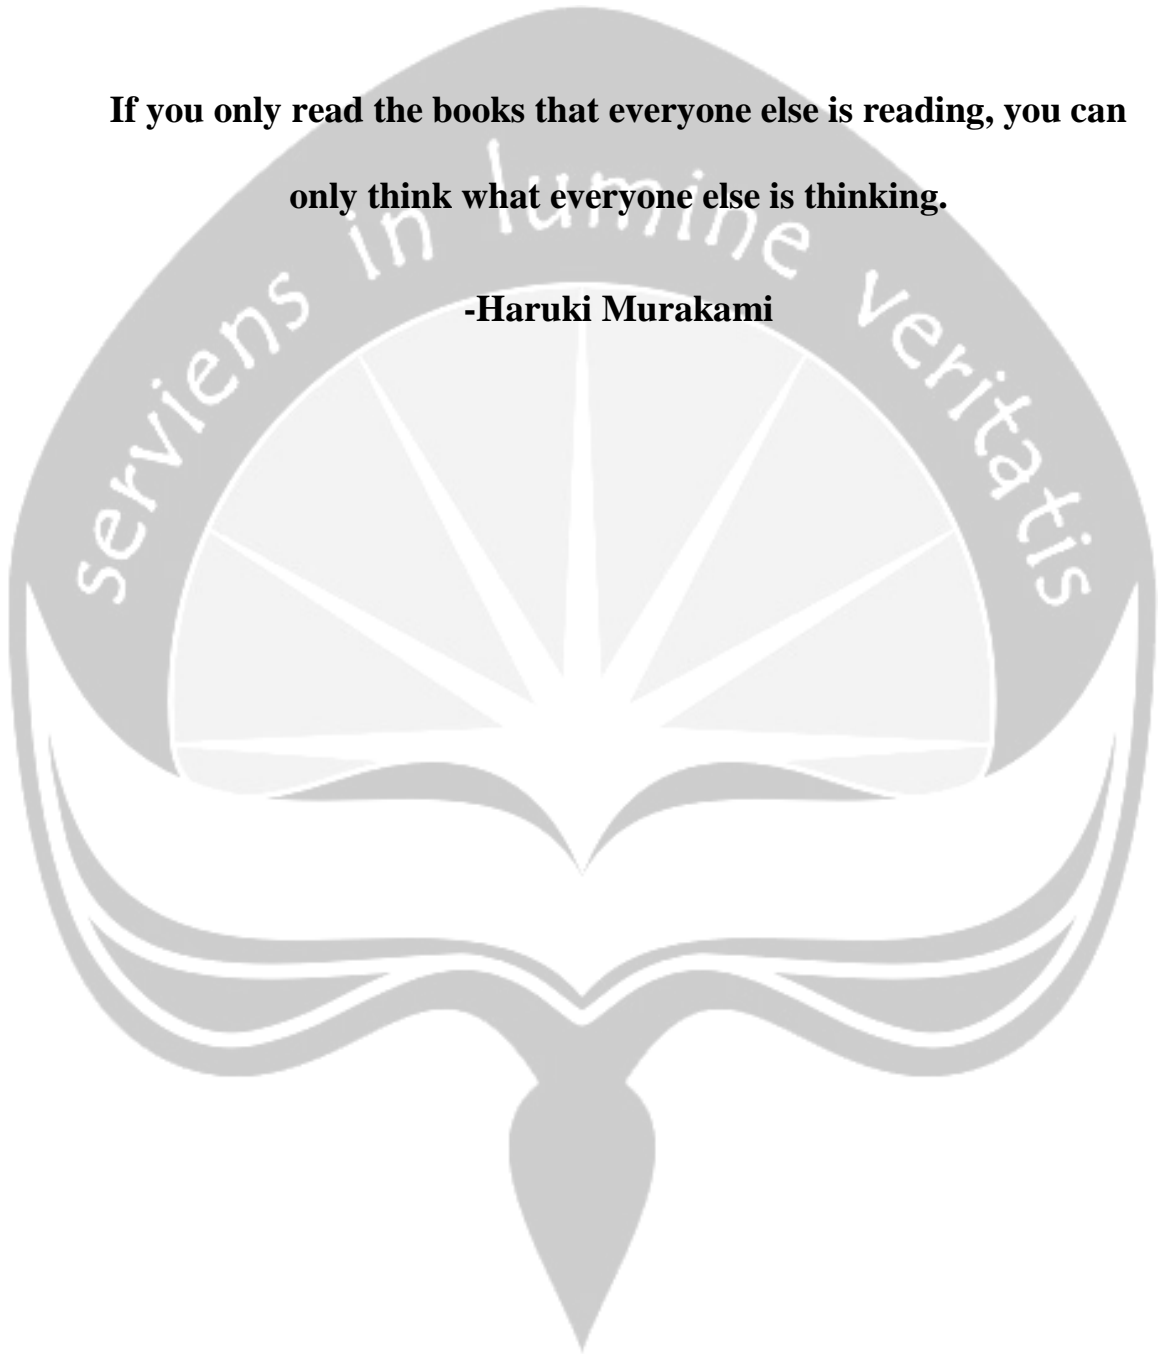 If you only read the books that everyone else is reading, you can
only think what everyone else is thinking.
-Haruki Murakami
serviens in lumine veritatis